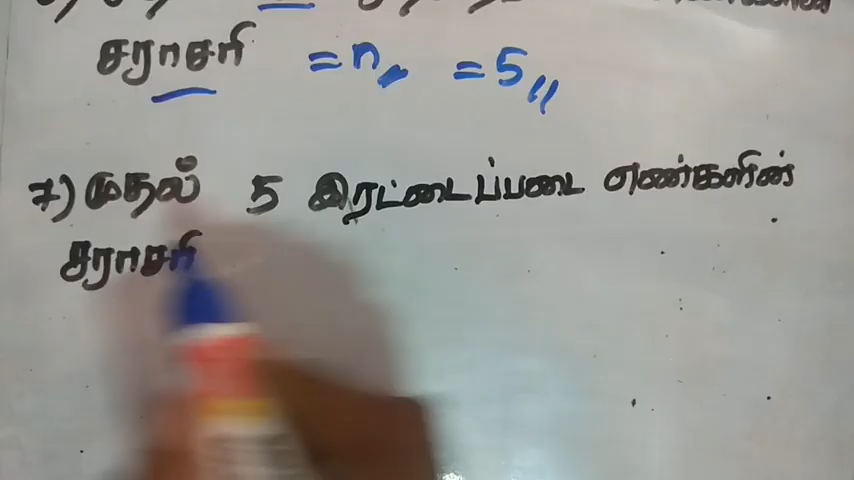 சராசரி = n = 5
7) முதல் 5 இரட்டைப்படை எண்களின்
சராசரி